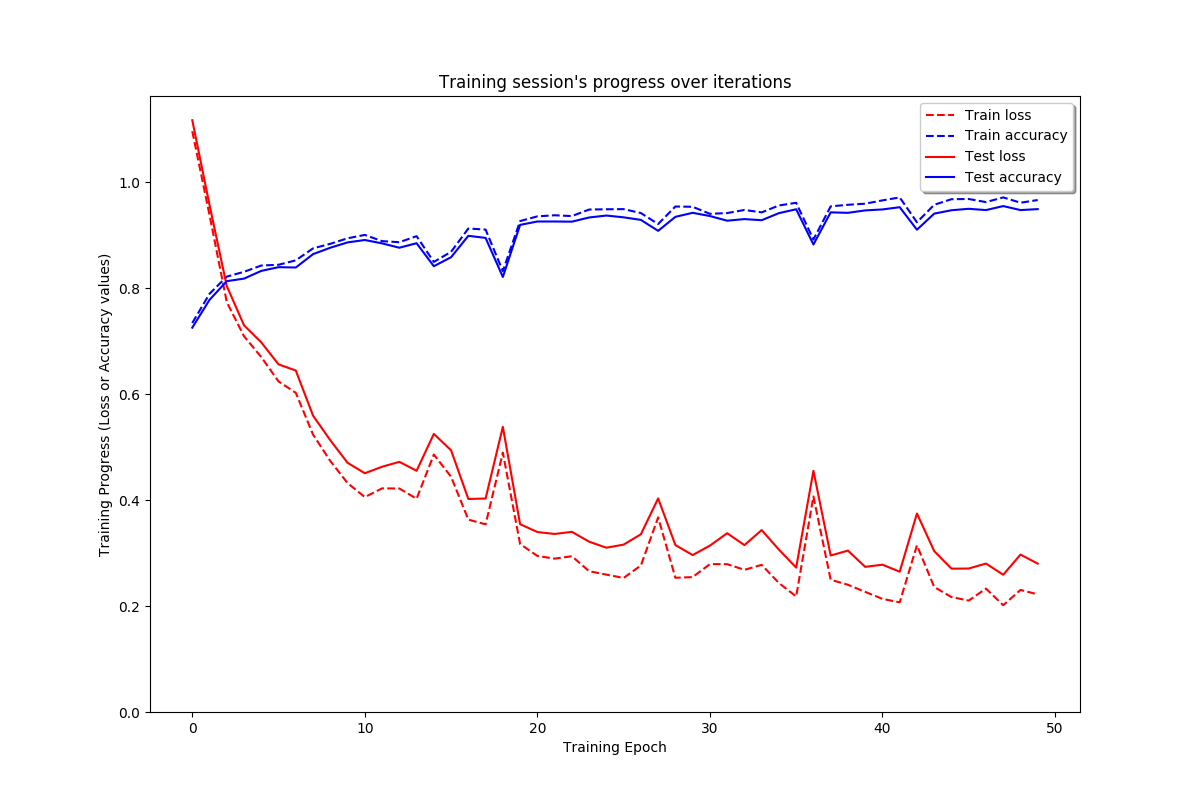 Training session's progress over iterations
Train loss
Train accuracy
Test loss
Test accuracy
Training Progress (Loss or Accuracy values)
1.0
0.8
0.6
0.4
0.2
0.0
0 10 20 30 40 50
Training Epoch